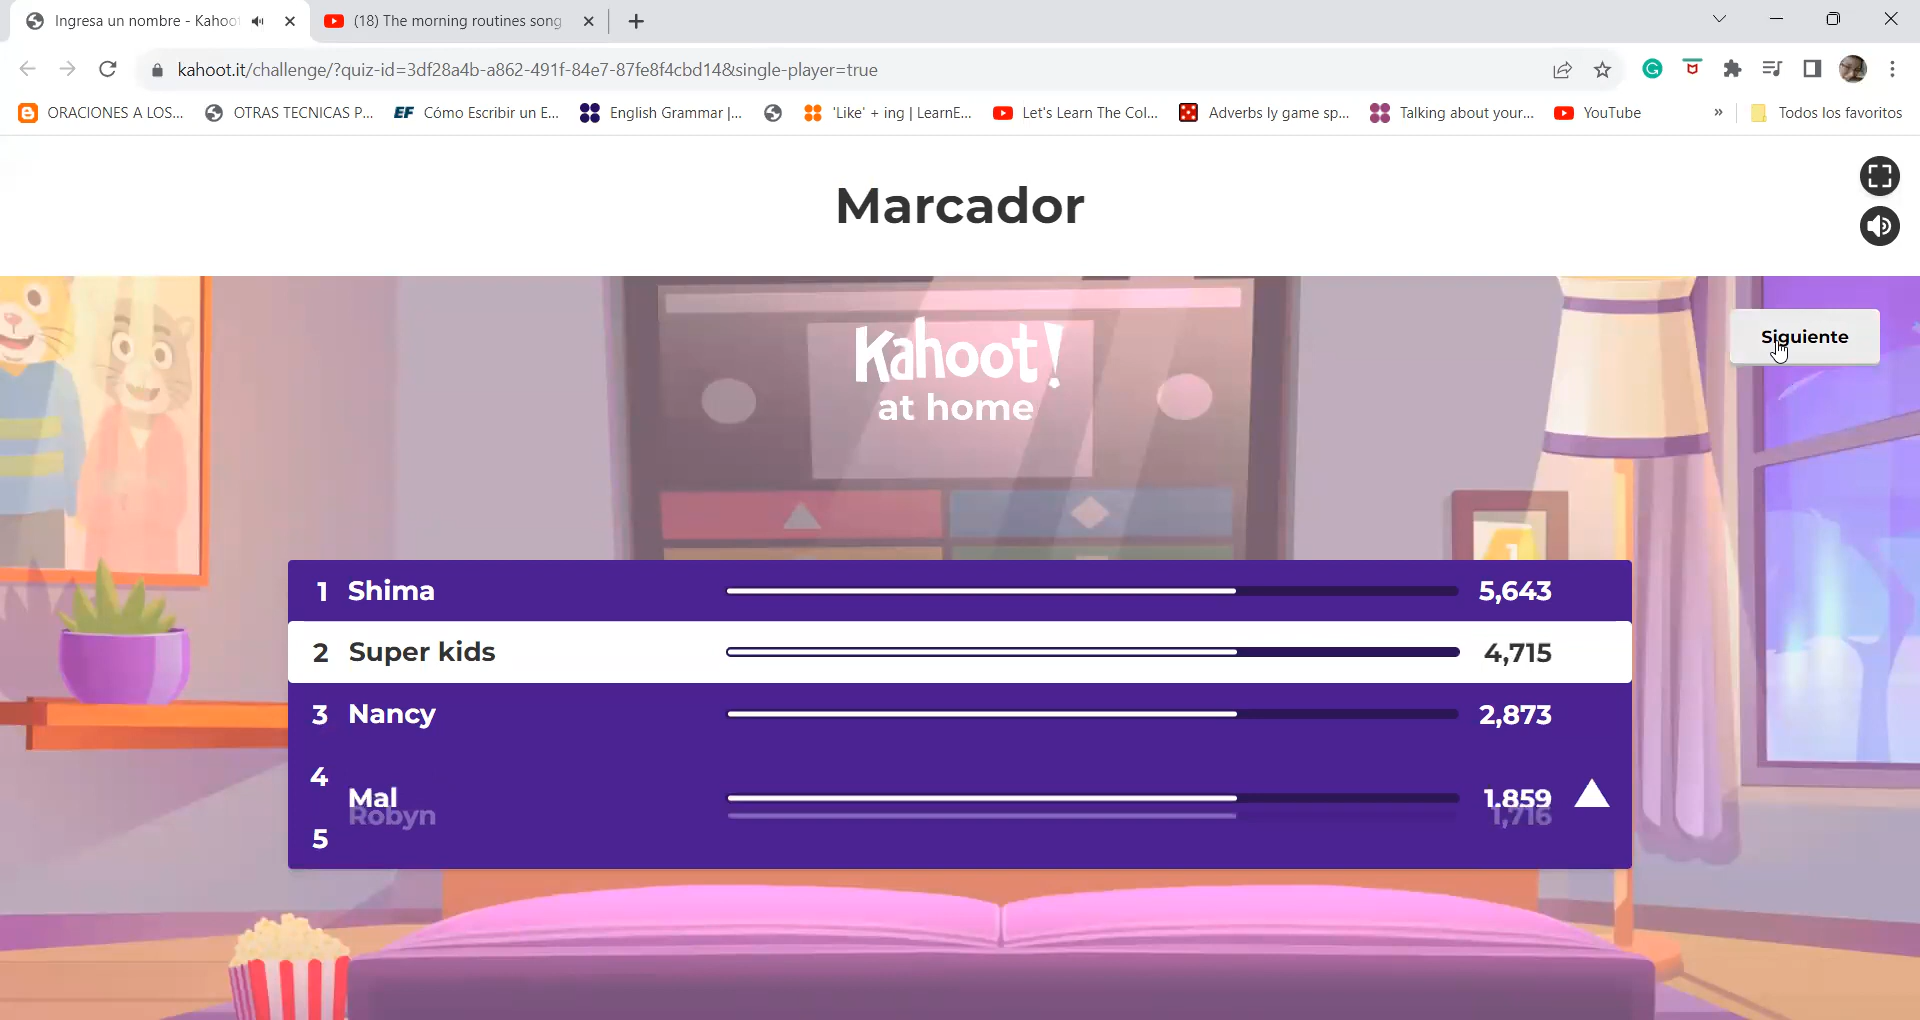 Ingresa un nombre - Kahoo
(18) The morning routines song
kahoot.it/challenge/?quiz-id=3df28a4b-a862-491f-84e7-87fe8f4cbd14&single-player=true
ORACIONES A LOS...
OTRAS TECNICAS P...
EF Cómo Escribir un E...
English Grammar |...
'Like' + ing | LearnE...
Let's Learn The Col...
Adverbs ly game sp...
Talking about your...
YouTube
»
Todos los favoritos
Marcador
Siguiente
Kahoot!
at home
1 Shima 5,643
2 Super kids 4,715
3 Nancy 2,873
4
Mal 1,859
Robyn 1,716
5